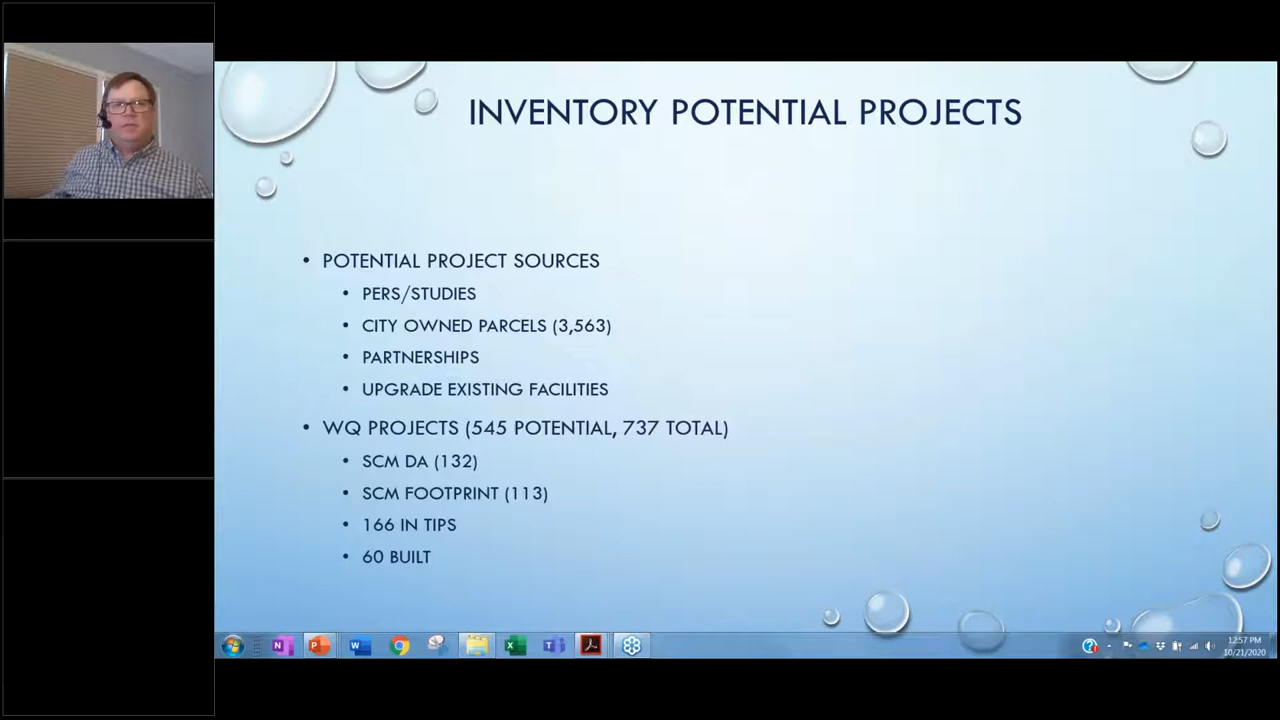 INVENTORY POTENTIAL PROJECTS
• POTENTIAL PROJECT SOURCES
• PERS/STUDIES
• CITY OWNED PARCELS (3,563)
• PARTNERSHIPS
• UPGRADE EXISTING FACILITIES
• WQ PROJECTS (545 POTENTIAL, 737 TOTAL)
• SCM DA (132)
• SCM FOOTPRINT (113)
• 166 IN TIPS
• 60 BUILT
12:57 PM
10/21/2020